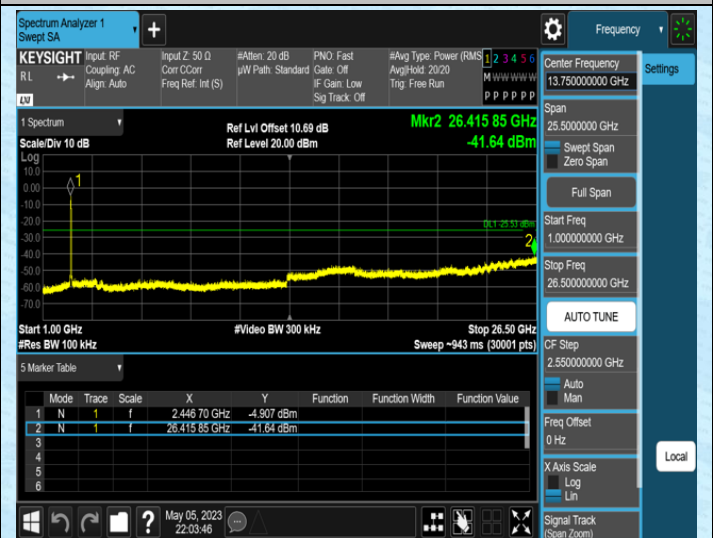 Spectrum Analyzer 1
Swept SA
Frequency
KEYSIGHT
RL
LXI
Input: RF
Coupling: AC
Align: Auto
Input Z: 50 Ω
Corr CCorr
Freq Ref: Int (S)
#Atten: 20 dB
µW Path: Standard
PNO: Fast
Gate: Off
IF Gain: Low
Sig Track: Off
#Avg Type: Power (RMS
Avg|Hold: 20/20
Trig: Free Run
1 2 3 4 5 6
M W W W W W
P P P P P P
1 Spectrum
Scale/Div 10 dB
Ref Lvl Offset 10.69 dB
Ref Level 20.00 dBm
Mkr2 26.415 85 GHz
-41.64 dBm
Log
10.0
0.00
-10.0
-20.0
-30.0
-40.0
-50.0
-60.0
-70.0
1
DL1 -25.53 dBm
2
Start 1.00 GHz
#Res BW 100 kHz
#Video BW 300 kHz
Stop 26.50 GHz
Sweep ~943 ms (30001 pts)
5 Marker Table
Mode Trace Scale X Y Function Function Width Function Value
1 N 1 f 2.446 70 GHz -4.907 dBm
2 N 1 f 26.415 85 GHz -41.64 dBm
3
4
5
6
?
May 05, 2023
22:03:46
Center Frequency
13.750000000 GHz
Settings
Span
25.5000000 GHz
Swept Span
Zero Span
Full Span
Start Freq
1.000000000 GHz
Stop Freq
26.500000000 GHz
AUTO TUNE
CF Step
2.550000000 GHz
Auto
Man
Freq Offset
0 Hz
X Axis Scale
Log
Lin
Local
Signal Track
(Span Zoom)